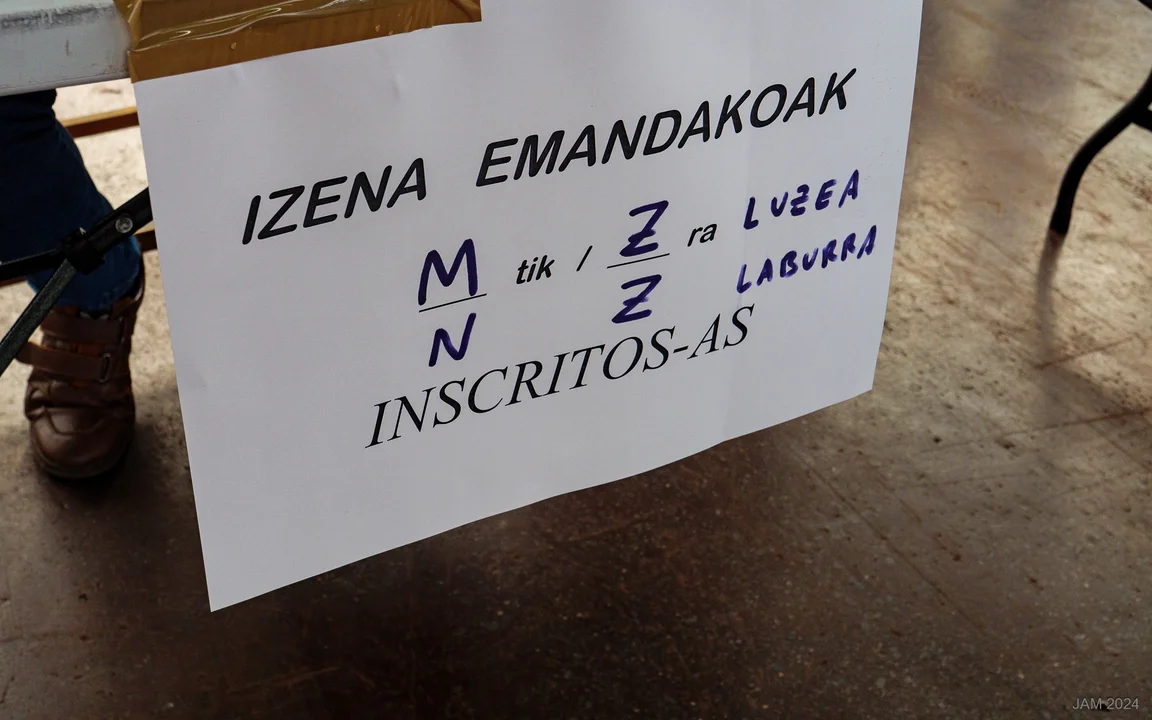 IZENA EMANDAKOAK
M tik / Z ra LUZEA
N Z LABURRA
INSCRITOS-AS
JAM 2024